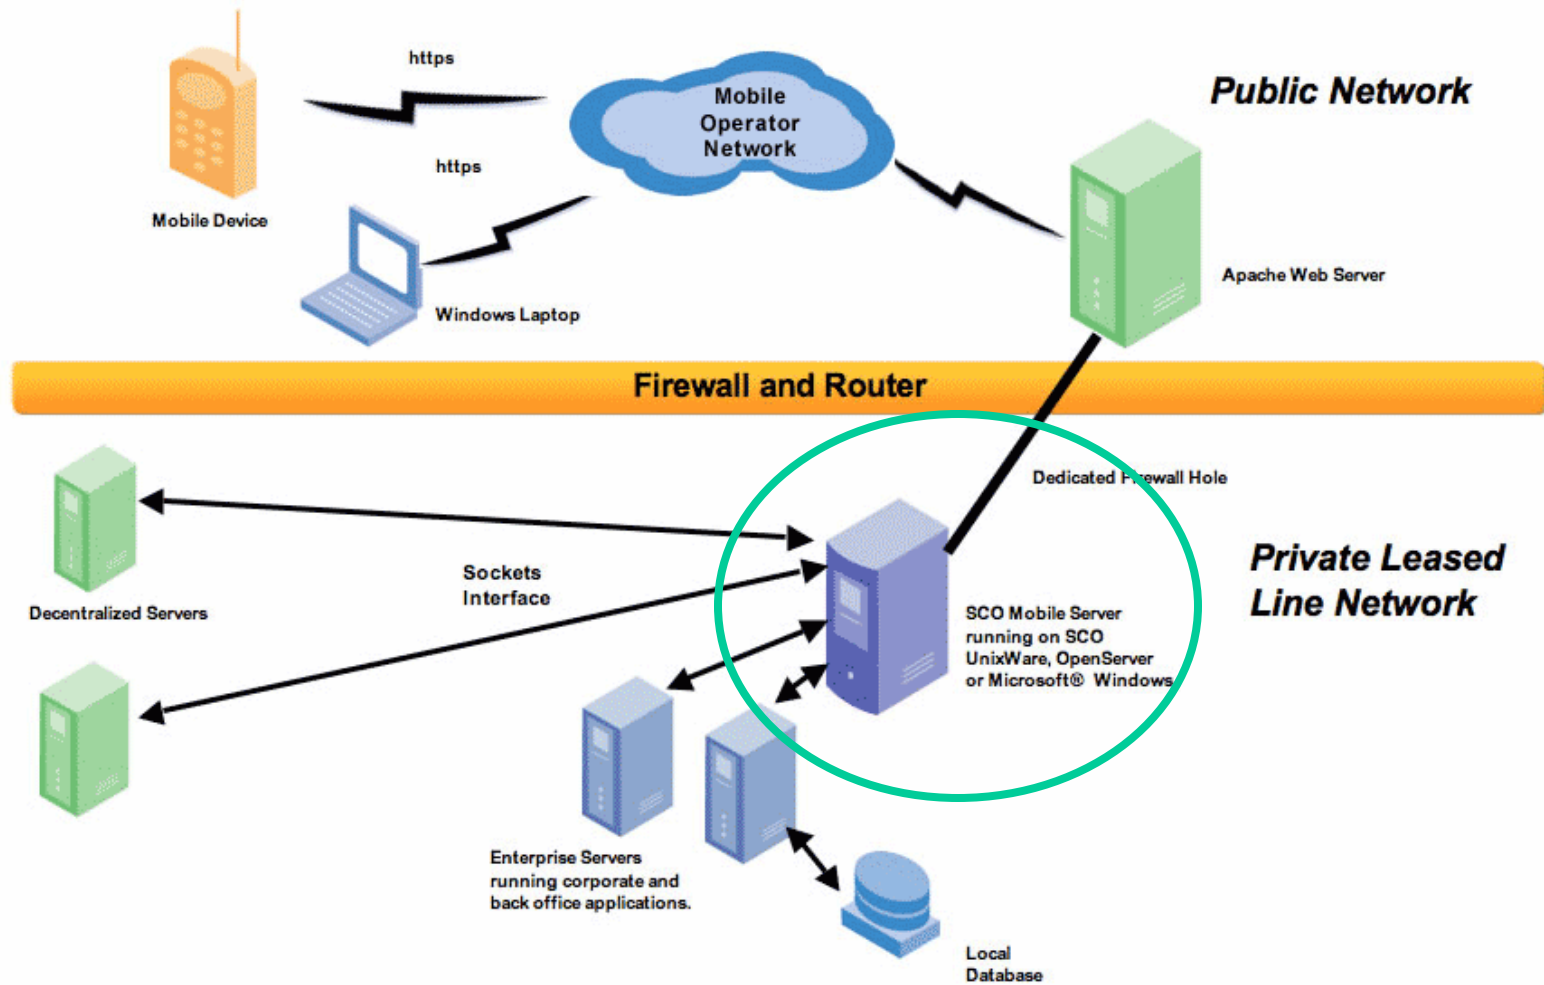 https
Public Network
Mobile
Operator
Network
https
Mobile Device
Apache Web Server
Windows Laptop
Firewall and Router
Dedicated Firewall Hole
Private Leased
Line Network
Sockets
Interface
Decentralized Servers
SCO Mobile Server
running on SCO
UnixWare, OpenServer
or Microsoft® Windows
Enterprise Servers
running corporate and
back office applications.
Local
Database